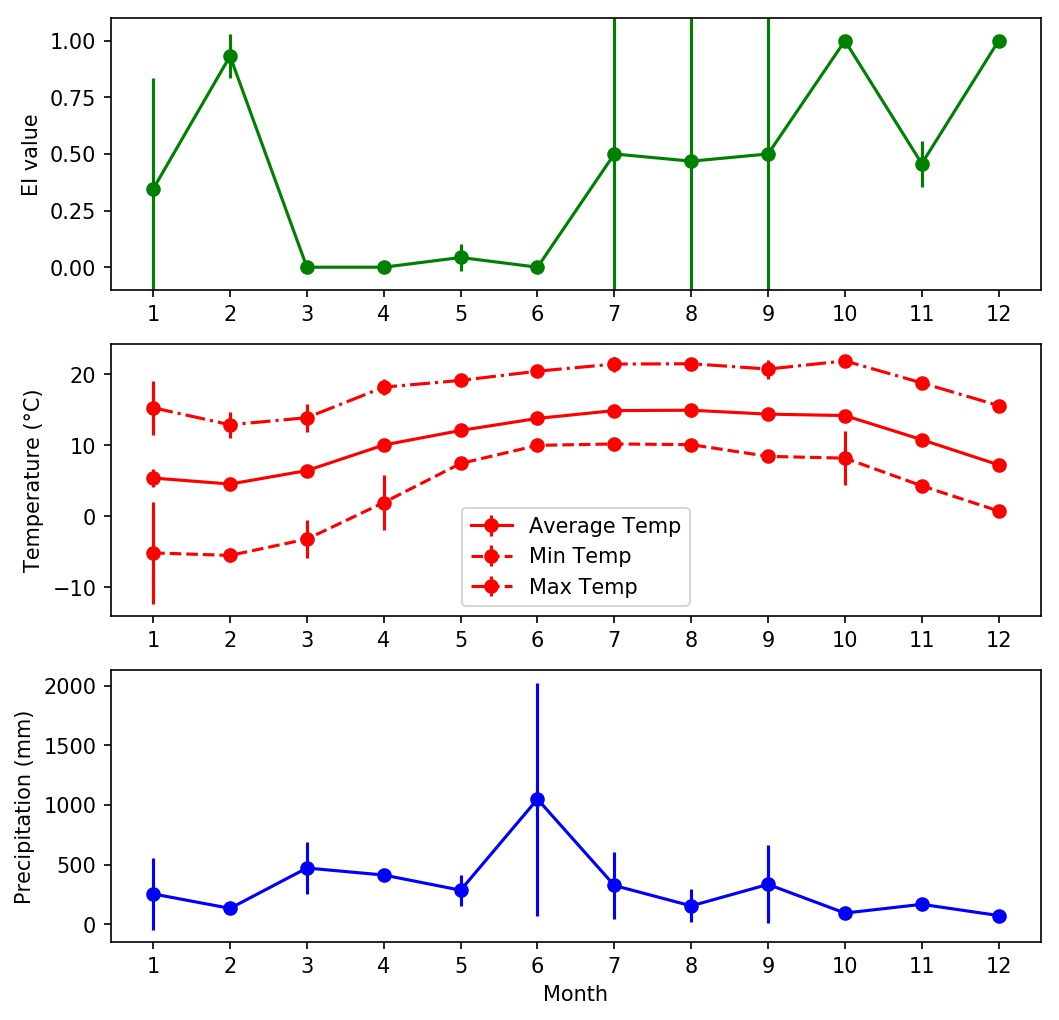 EI value
1.00
0.75
0.50
0.25
0.00
1 2 3 4 5 6 7 8 9 10 11 12
Temperature (°C)
20
10
0
−10
Average Temp
Min Temp
Max Temp
1 2 3 4 5 6 7 8 9 10 11 12
Precipitation (mm)
2000
1500
1000
500
0
1 2 3 4 5 6 7 8 9 10 11 12
Month